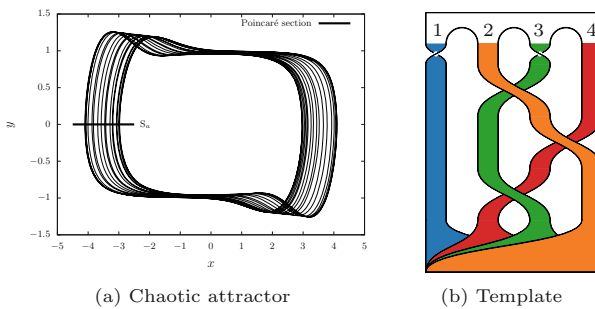 Poincaré section
1.5
1
0.5
0
−0.5
−1
−1.5
y
S_a
−5 −4 −3 −2 −1 0 1 2 3 4 5
x
1 2 3 4
(a) Chaotic attractor
(b) Template